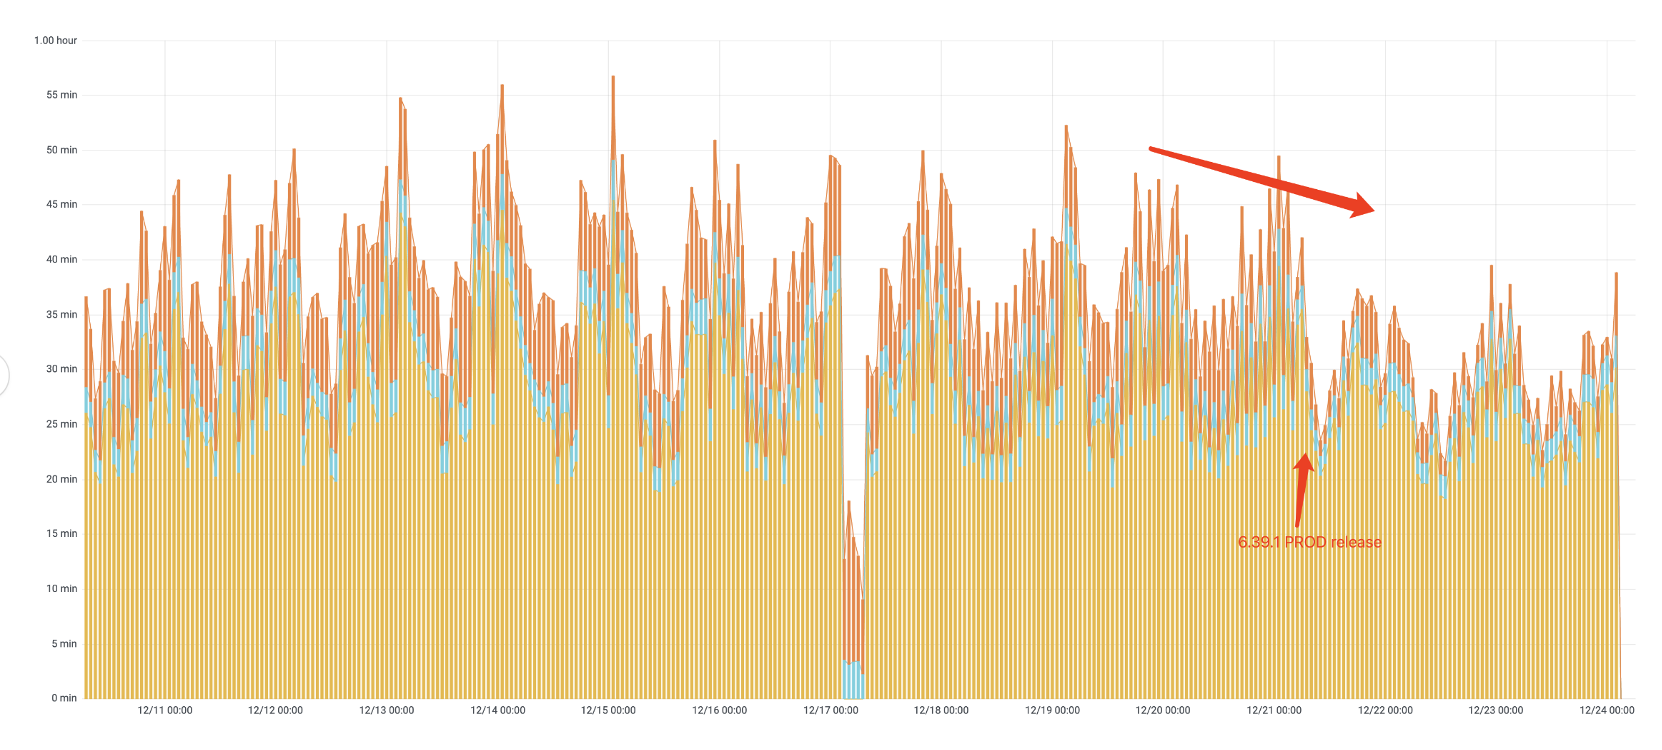 1.00 hour
55 min
50 min
45 min
40 min
35 min
30 min
25 min
20 min
15 min
10 min
5 min
0 min
6.39.1 PROD release
12/11 00:00 12/12 00:00 12/13 00:00 12/14 00:00 12/15 00:00 12/16 00:00 12/17 00:00 12/18 00:00 12/19 00:00 12/20 00:00 12/21 00:00 12/22 00:00 12/23 00:00 12/24 00:00